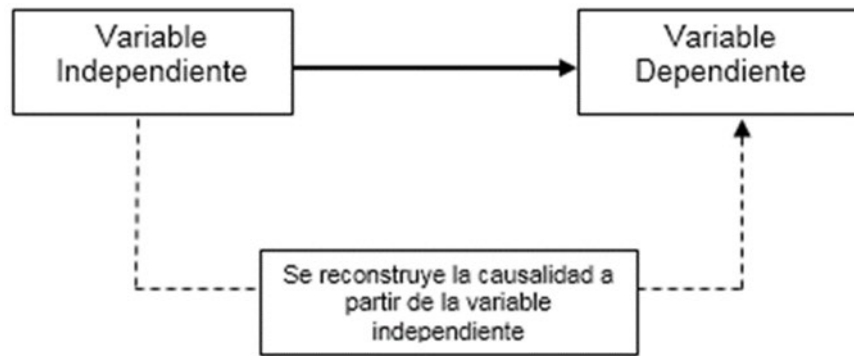 Variable
Independiente
Variable
Dependiente
Se reconstruye la causalidad a
partir de la variable
independiente